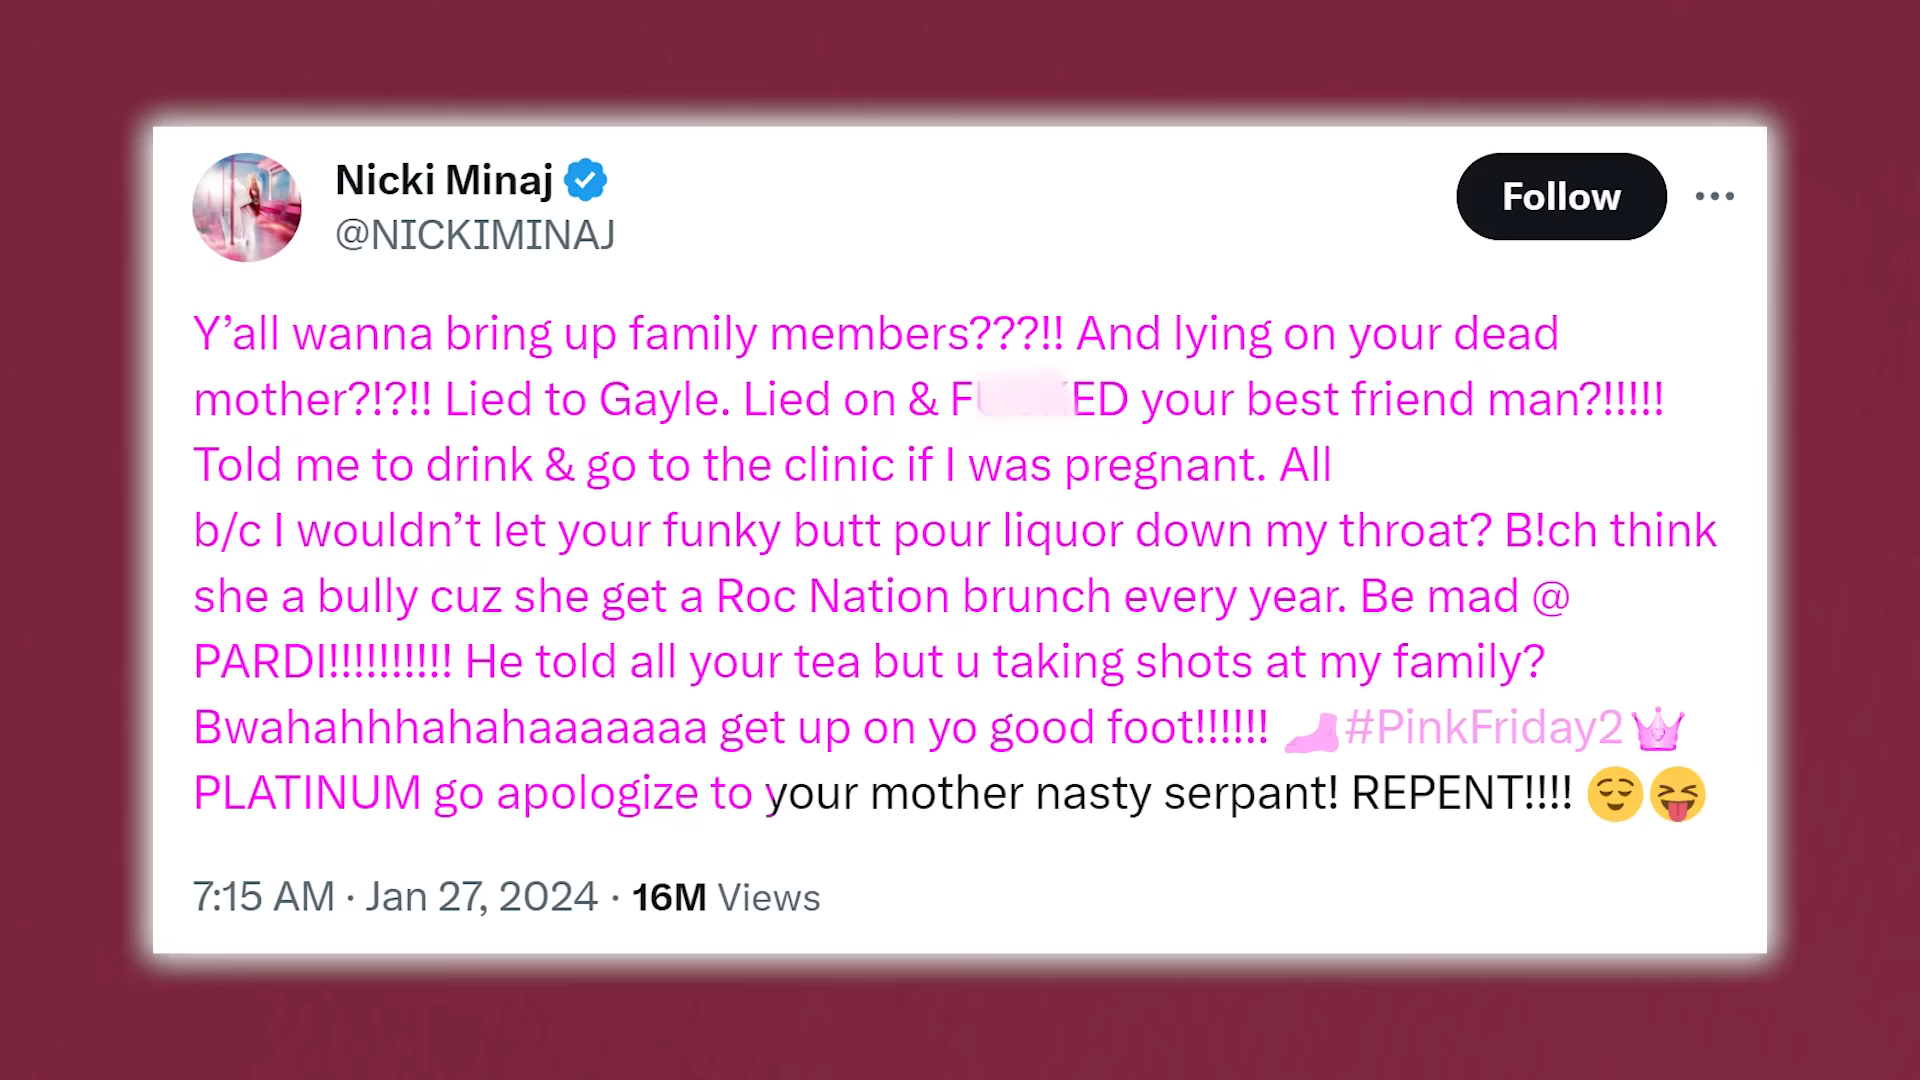 Nicki Minaj
@NICKIMINAJ
Follow
Y’all wanna bring up family members???!! And lying on your dead
mother?!?!! Lied to Gayle. Lied on & F ED your best friend man?!!!!!
Told me to drink & go to the clinic if I was pregnant. All
b/c I wouldn’t let your funky butt pour liquor down my throat? B!ch think
she a bully cuz she get a Roc Nation brunch every year. Be mad @
PARDI!!!!!!!!!!! He told all your tea but u taking shots at my family?
Bwahahhhahahaaaaaaa get up on yo good foot!!!!!! 🦶#PinkFriday2👑
PLATINUM go apologize to your mother nasty serpant! REPENT!!!! 😌😝
7:15 AM · Jan 27, 2024 · 16M Views